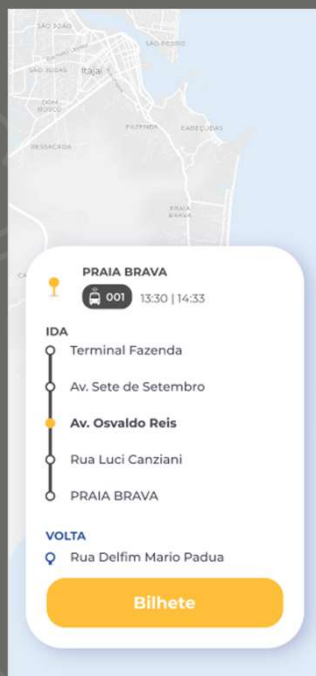 SÃO JOÃO
SÃO PEDRO
SÃO JUDAS
Itajaí
DOM
BOSCO
FAZENDA
CABEÇUDAS
RESSACADA
PRAIA
BRAVA
PRAIA BRAVA
001 13:30 | 14:33
IDA
Terminal Fazenda
Av. Sete de Setembro
Av. Osvaldo Reis
Rua Luci Canziani
PRAIA BRAVA
VOLTA
Rua Delfim Mario Padua
Bilhete